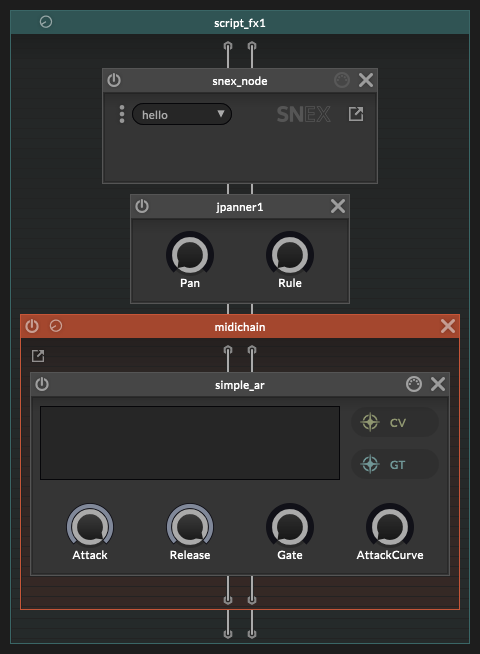 script_fx1
snex_node
hello
SNEX
jpanner1
Pan
Rule
midichain
simple_ar
CV
GT
Attack
Release
Gate
AttackCurve